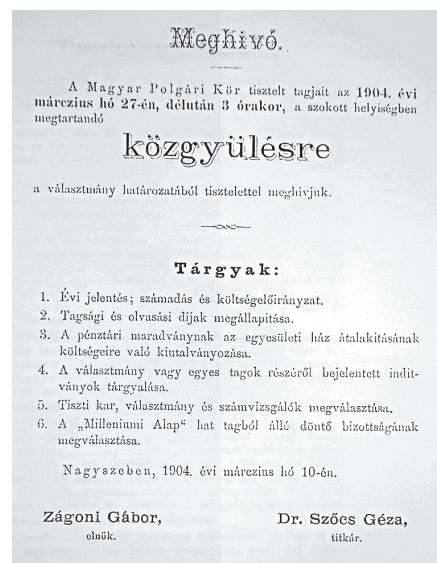 Meghivó.
A Magyar Polgári Kör tisztelt tagjait az 1904. évi
márczius hó 27-én, délután 3 órakor, a szokott helyiségben
megtartandó
közgyülésre
a választmány határozatából tisztelettel meghivjuk.
Tárgyak:
1. Évi jelentés; számadás és költségelőirányzat.
2. Tagsági és olvasási dijak megállapitása.
3. A pénztári maradványnak az egyesületi ház átalakitásának
költségeire való kiutalványozása.
4. A választmány vagy egyes tagok részéről bejelentett indit-
ványok tárgyalása.
5. Tiszti kar, választmány és számvizsgálók megválasztása.
6. A „Milleniumi Alap“ hat tagból álló döntő bizottságának
megválasztása.
Nagyszeben, 1904. évi márczius hó 10-én.
Zágoni Gábor, Dr. Szőcs Géza,
elnök. titkár.